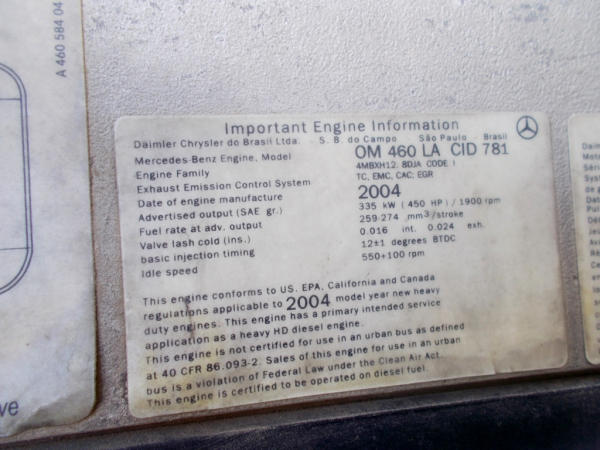 A 460 584 04
ve
Important Engine Information
Daimler Chrysler do Brasil Ltda. - S. B. do Campo - São Paulo - Brasil
Mercedes-Benz Engine, Model OM 460 LA CID 781
Engine Family 4MBXH12. 8DJA CODE I
Exhaust Emission Control System TC, EMC, CAC; EGR
Date of engine manufacture 2004
Advertised output (SAE gr.) 335 kW (450 HP) / 1900 rpm
Fuel rate at adv. output 259-274 mm³/stroke
Valve lash cold (ins.) 0.016 int. 0.024 exh.
basic injection timing 12±1 degrees BTDC
Idle speed 550+100 rpm
This engine conforms to US. EPA, California and Canada
regulations applicable to 2004 model year new heavy
duty engines. This engine has a primary intended service
application as a heavy HD diesel engine.
This engine is not certified for use in an urban bus as defined
at 40 CFR 86.093-2. Sales of this engine for use in an urban
bus is a violation of Federal Law under the Clean Air Act.
This engine is certified to be operated on diesel fuel.